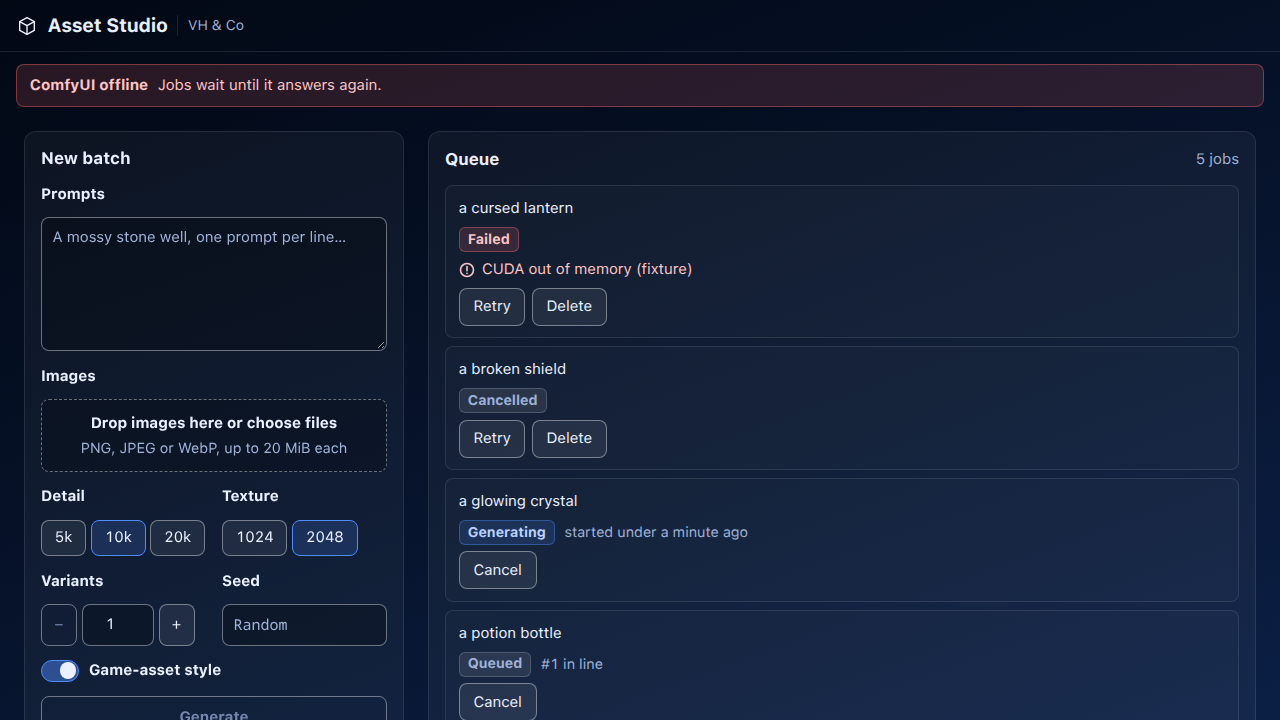 Asset Studio
VH & Co
ComfyUI offline Jobs wait until it answers again.
New batch
Prompts
A mossy stone well, one prompt per line...
Images
Drop images here or choose files
PNG, JPEG or WebP, up to 20 MiB each
Detail
Texture
5k
10k
20k
1024
2048
Variants
Seed
−
1
+
Random
Game-asset style
Generate
Queue
5 jobs
a cursed lantern
Failed
CUDA out of memory (fixture)
Retry
Delete
a broken shield
Cancelled
Retry
Delete
a glowing crystal
Generating
started under a minute ago
Cancel
a potion bottle
Queued
#1 in line
Cancel